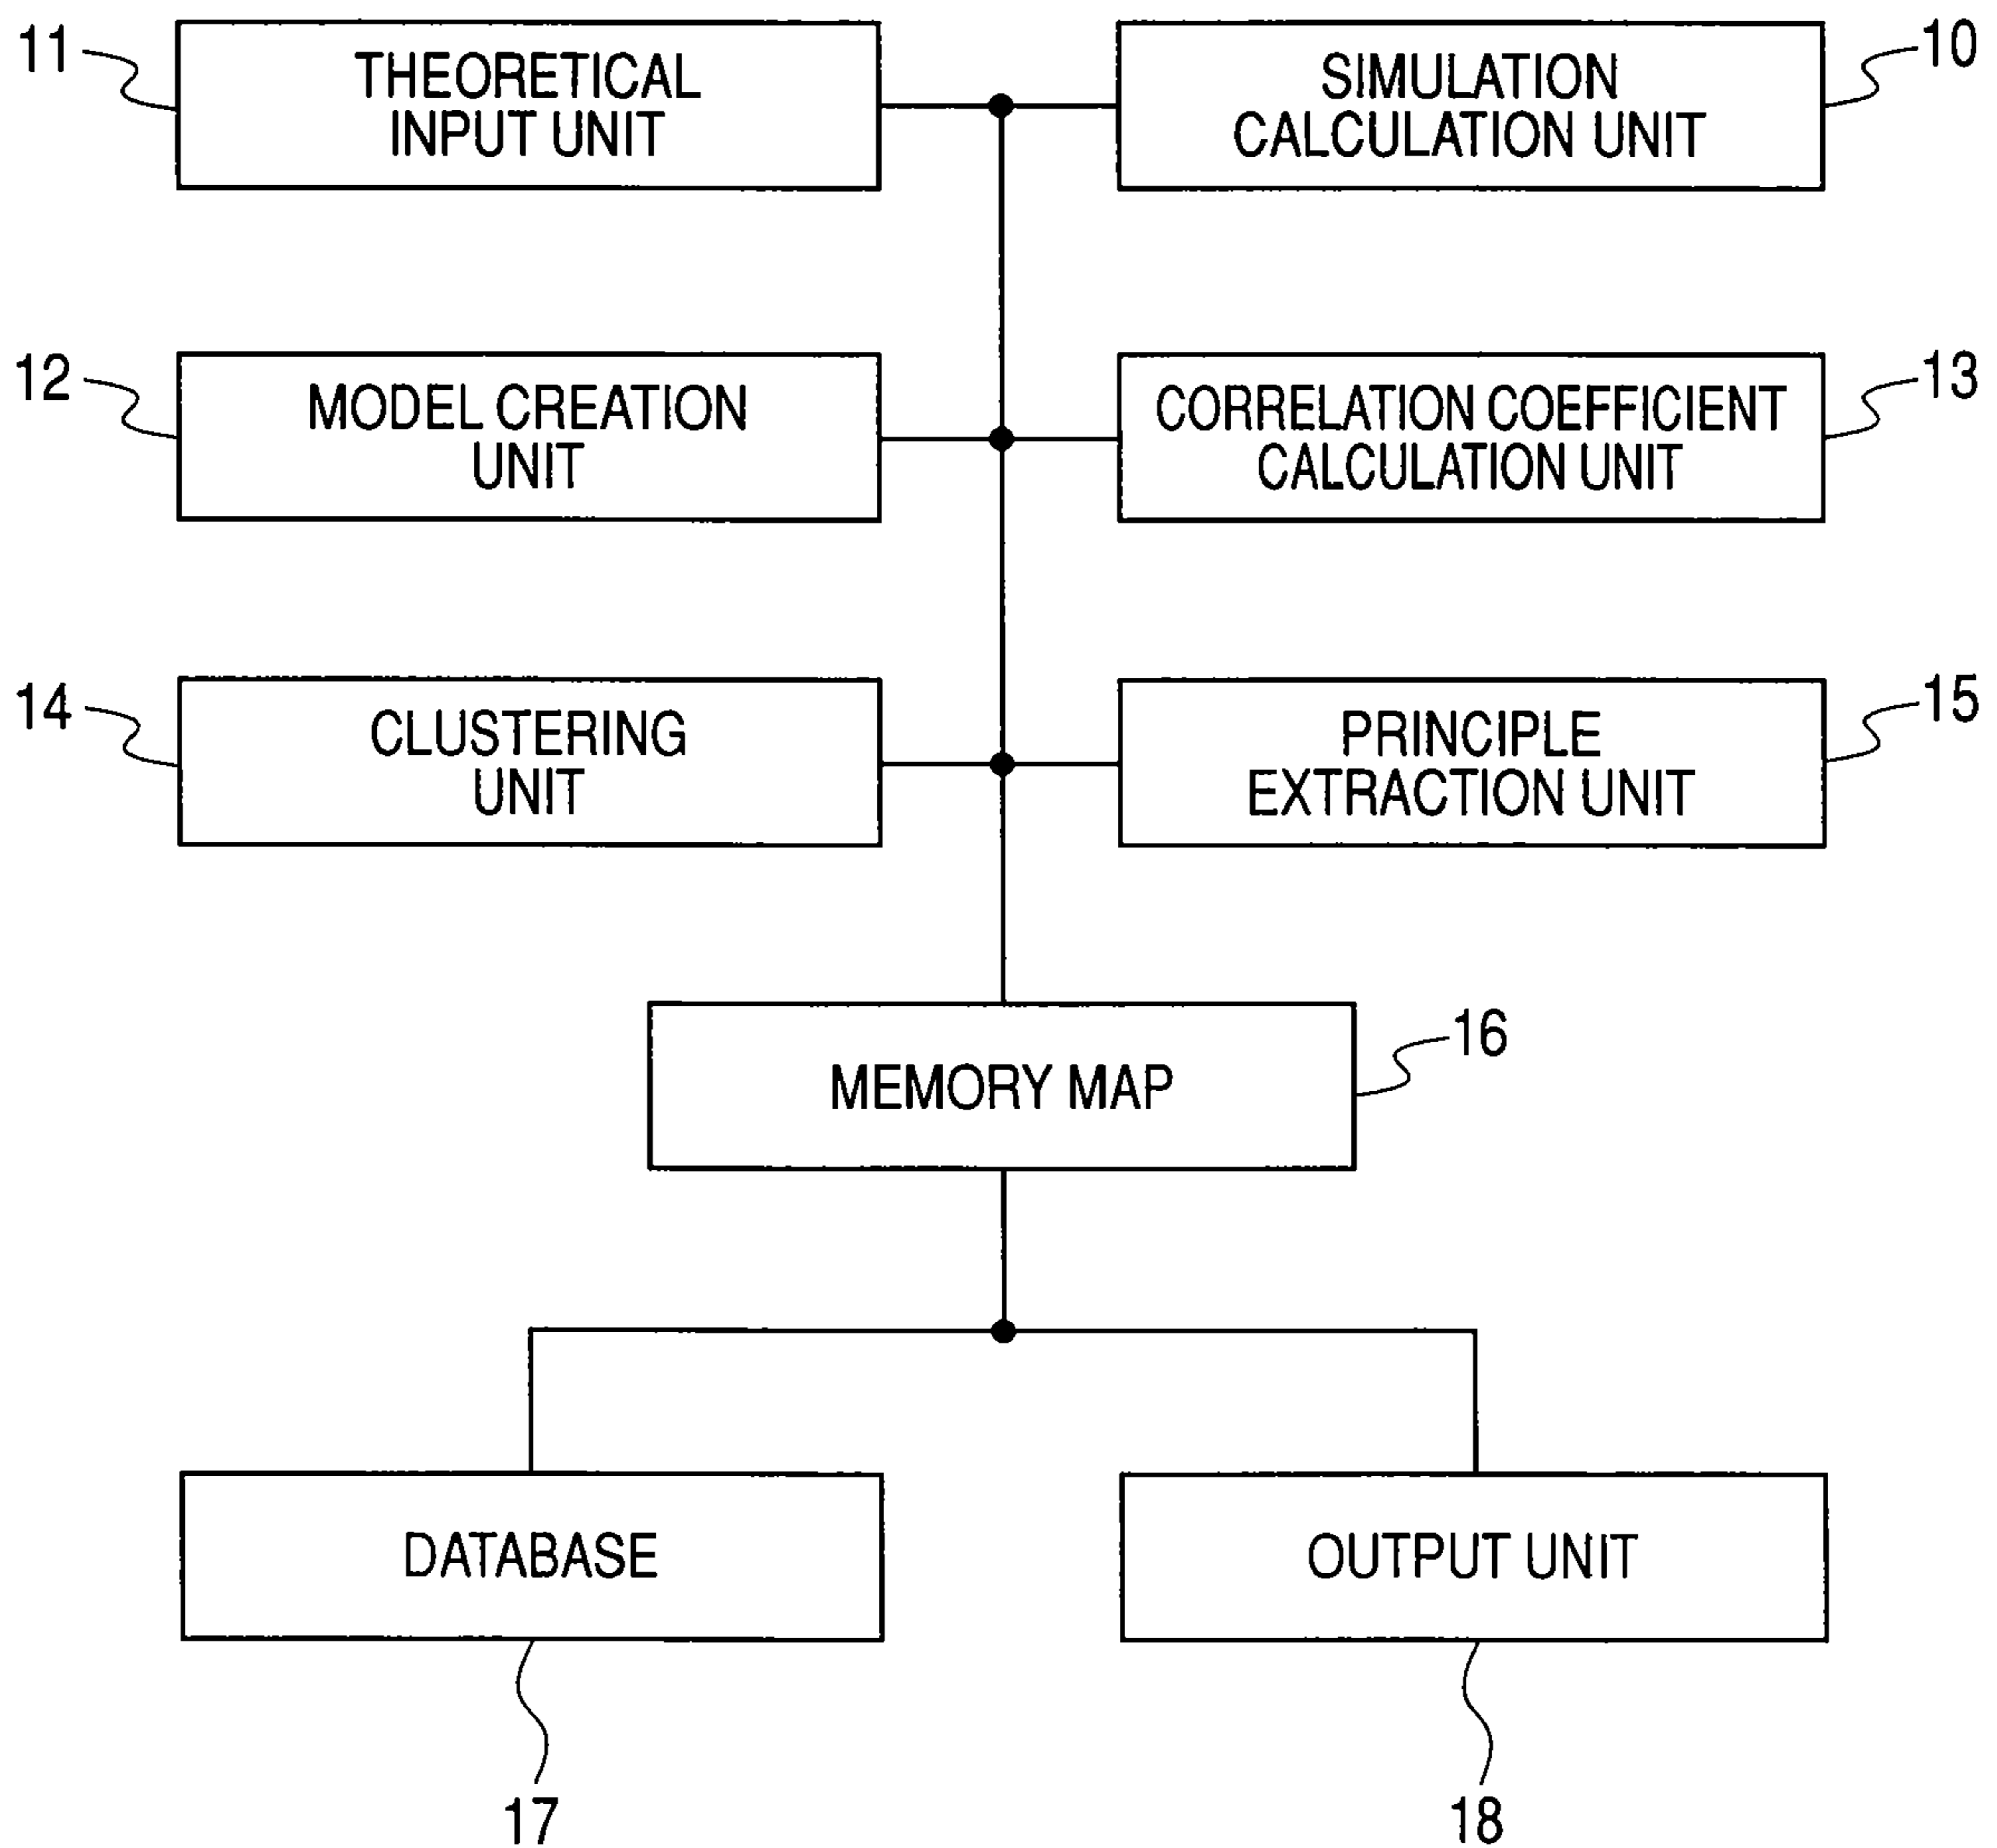 11
THEORETICAL
INPUT UNIT
SIMULATION
CALCULATION UNIT
10
12
MODEL CREATION
UNIT
CORRELATION COEFFICIENT
CALCULATION UNIT
13
14
CLUSTERING
UNIT
PRINCIPLE
EXTRACTION UNIT
15
MEMORY MAP
16
DATABASE
OUTPUT UNIT
17
18